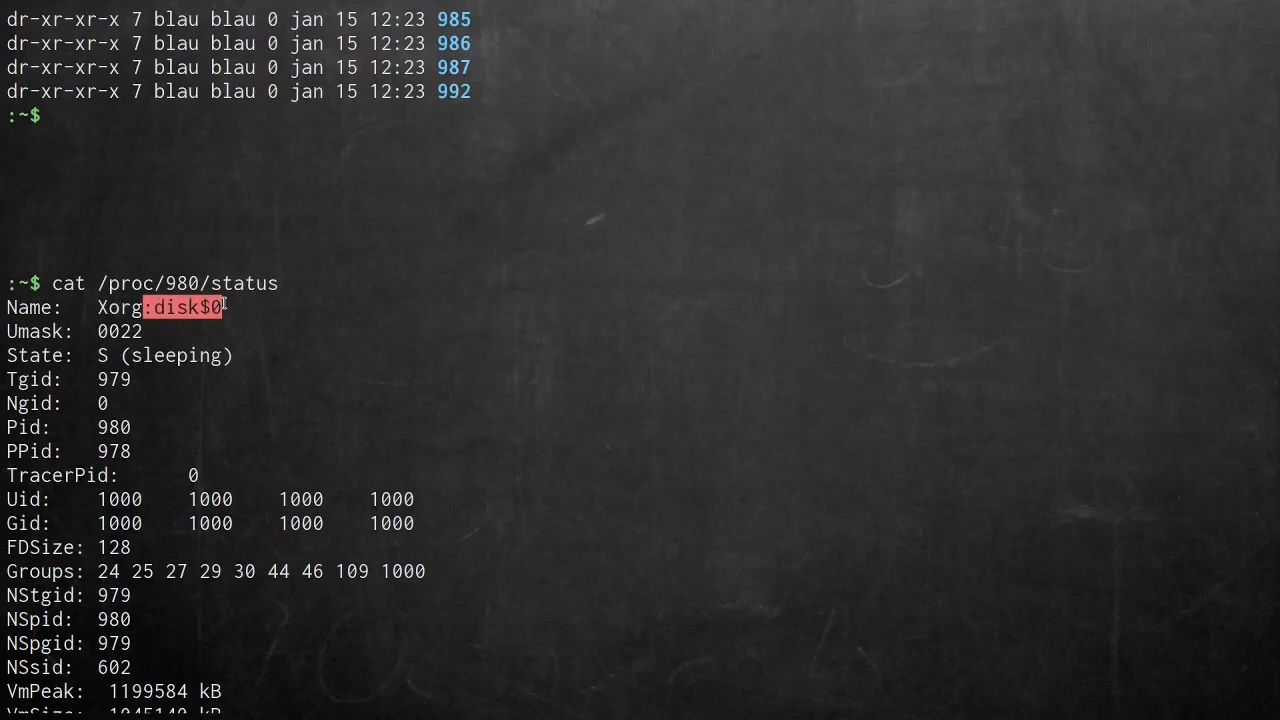 dr-xr-xr-x 7 blau blau 0 jan 15 12:23 985
dr-xr-xr-x 7 blau blau 0 jan 15 12:23 986
dr-xr-xr-x 7 blau blau 0 jan 15 12:23 987
dr-xr-xr-x 7 blau blau 0 jan 15 12:23 992
:~$
:~$ cat /proc/980/status
Name: Xorg:disk$0
Umask: 0022
State: S (sleeping)
Tgid: 979
Ngid: 0
Pid: 980
PPid: 978
TracerPid: 0
Uid: 1000 1000 1000 1000
Gid: 1000 1000 1000 1000
FDSize: 128
Groups: 24 25 27 29 30 44 46 109 1000
NStgid: 979
NSpid: 980
NSpgid: 979
NSsid: 602
VmPeak: 1199584 kB
VmSize: 1045140 kB